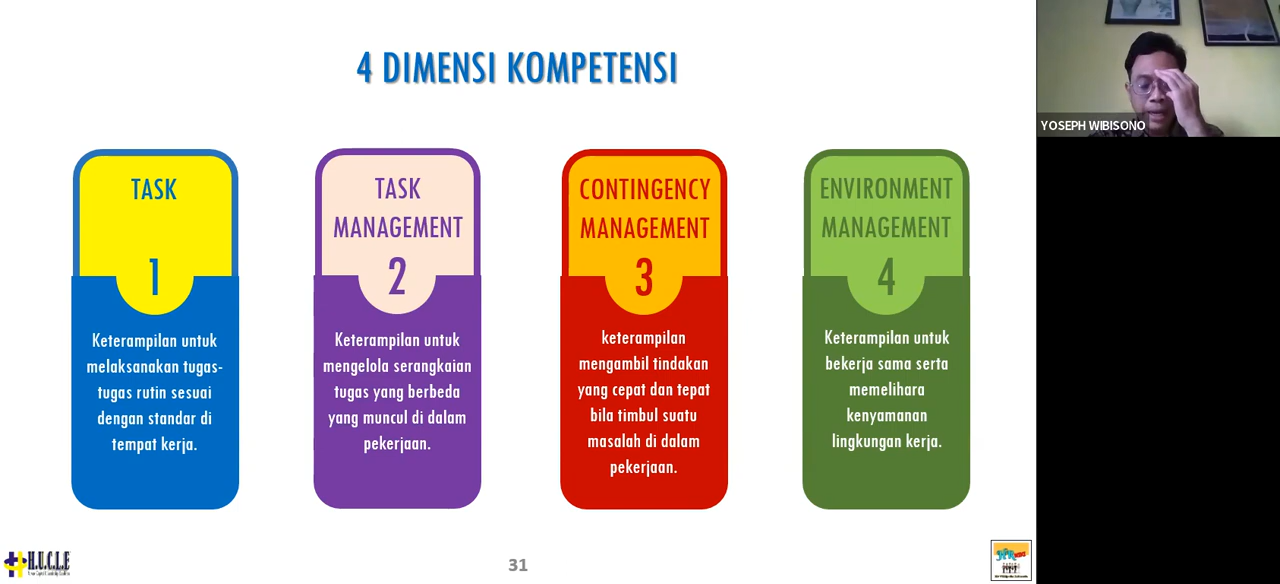 4 DIMENSI KOMPETENSI
TASK
1
Keterampilan untuk
melaksanakan tugas-
tugas rutin sesuai
dengan standar di
tempat kerja.
TASK
MANAGEMENT
2
Keterampilan untuk
mengelola serangkaian
tugas yang berbeda
yang muncul di dalam
pekerjaan.
CONTINGENCY
MANAGEMENT
3
keterampilan
mengambil tindakan
yang cepat dan tepat
bila timbul suatu
masalah di dalam
pekerjaan.
ENVIRONMENT
MANAGEMENT
4
Keterampilan untuk
bekerja sama serta
memelihara
kenyamanan
lingkungan kerja.
YOSEPH WIBISONO
H.U.C.L.E
31